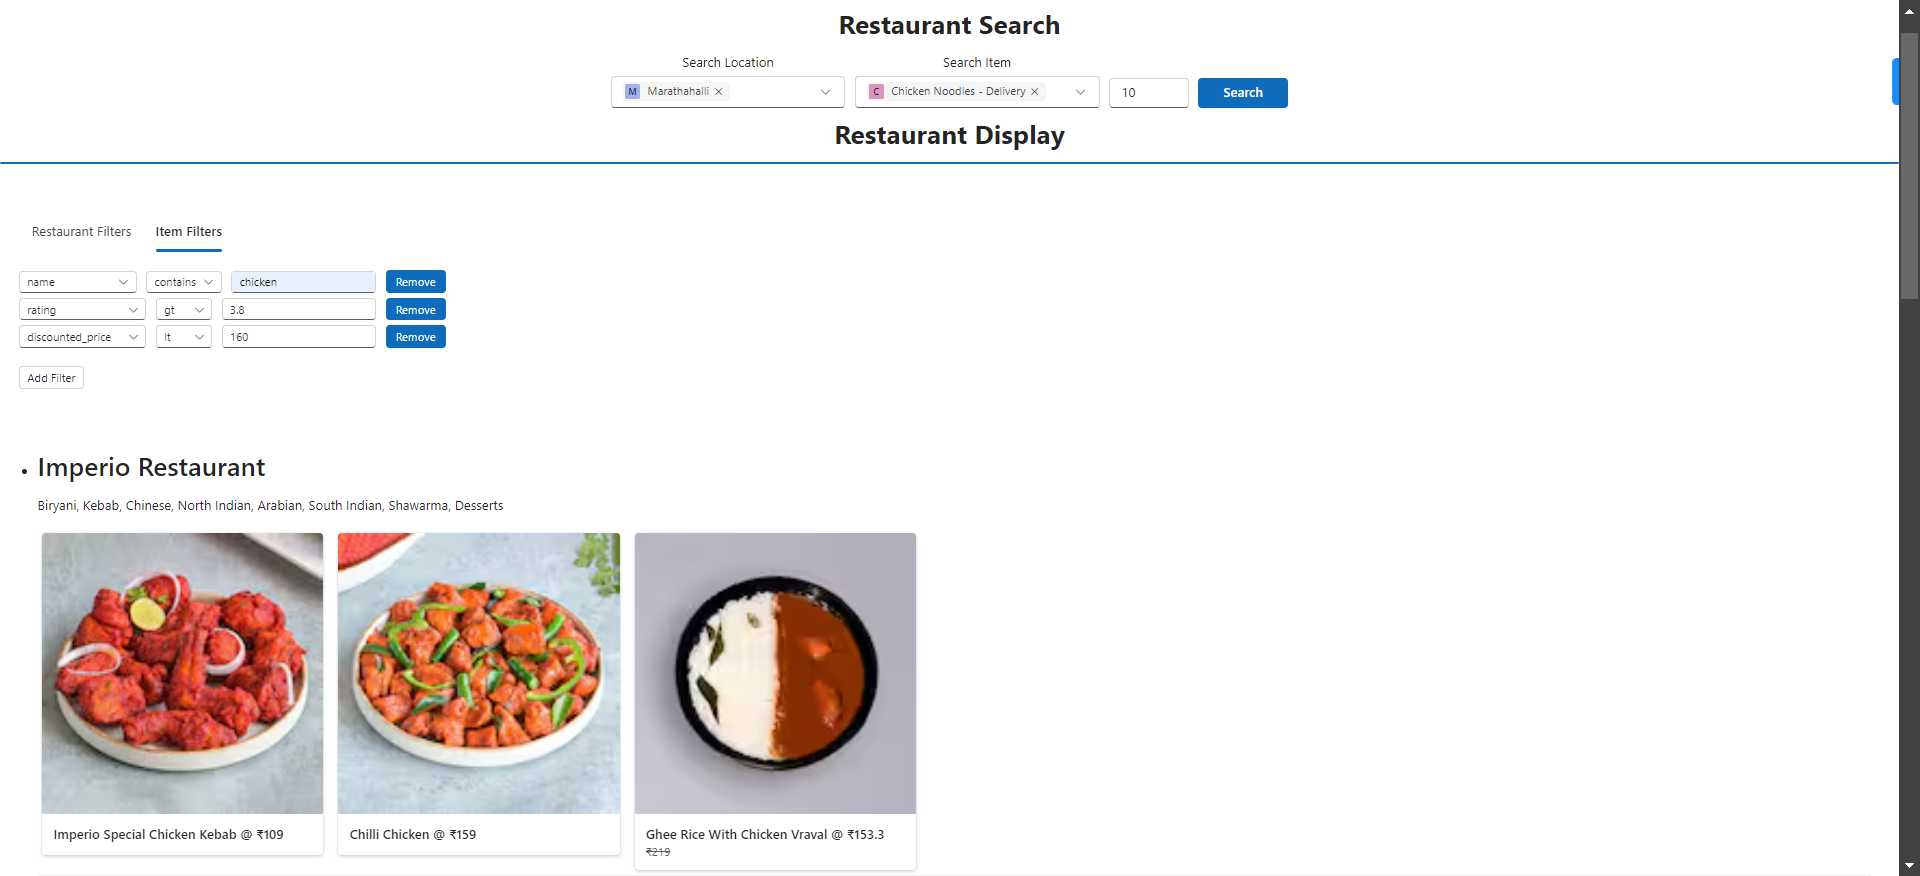 Restaurant Search
Search Location
Search Item
M Marathahalli
C Chicken Noodles - Delivery
10
Search
Restaurant Display
Restaurant Filters
Item Filters
name contains chicken Remove
rating gt 3.8 Remove
discounted_price lt 160 Remove
Add Filter
Imperio Restaurant
Biryani, Kebab, Chinese, North Indian, Arabian, South Indian, Shawarma, Desserts
Imperio Special Chicken Kebab @ ₹109
Chilli Chicken @ ₹159
Ghee Rice With Chicken Vraval @ ₹153.3
₹219